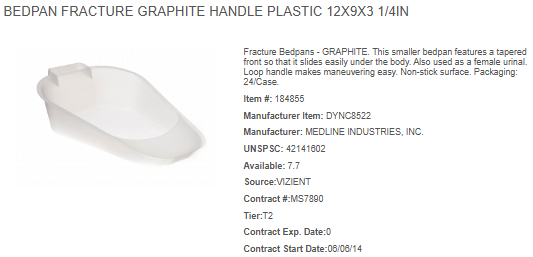 BEDPAN FRACTURE GRAPHITE HANDLE PLASTIC 12X9X3 1/4IN
Fracture Bedpans - GRAPHITE. This smaller bedpan features a tapered
front so that it slides easily under the body. Also used as a female urinal.
Loop handle makes maneuvering easy. Non-stick surface. Packaging:
24/Case.
Item #: 184855
Manufacturer Item: DYNC8522
Manufacturer: MEDLINE INDUSTRIES, INC.
UNSPSC: 42141602
Available: 7.7
Source:VIZIENT
Contract #:MS7890
Tier:T2
Contract Exp. Date:0
Contract Start Date:06/06/14